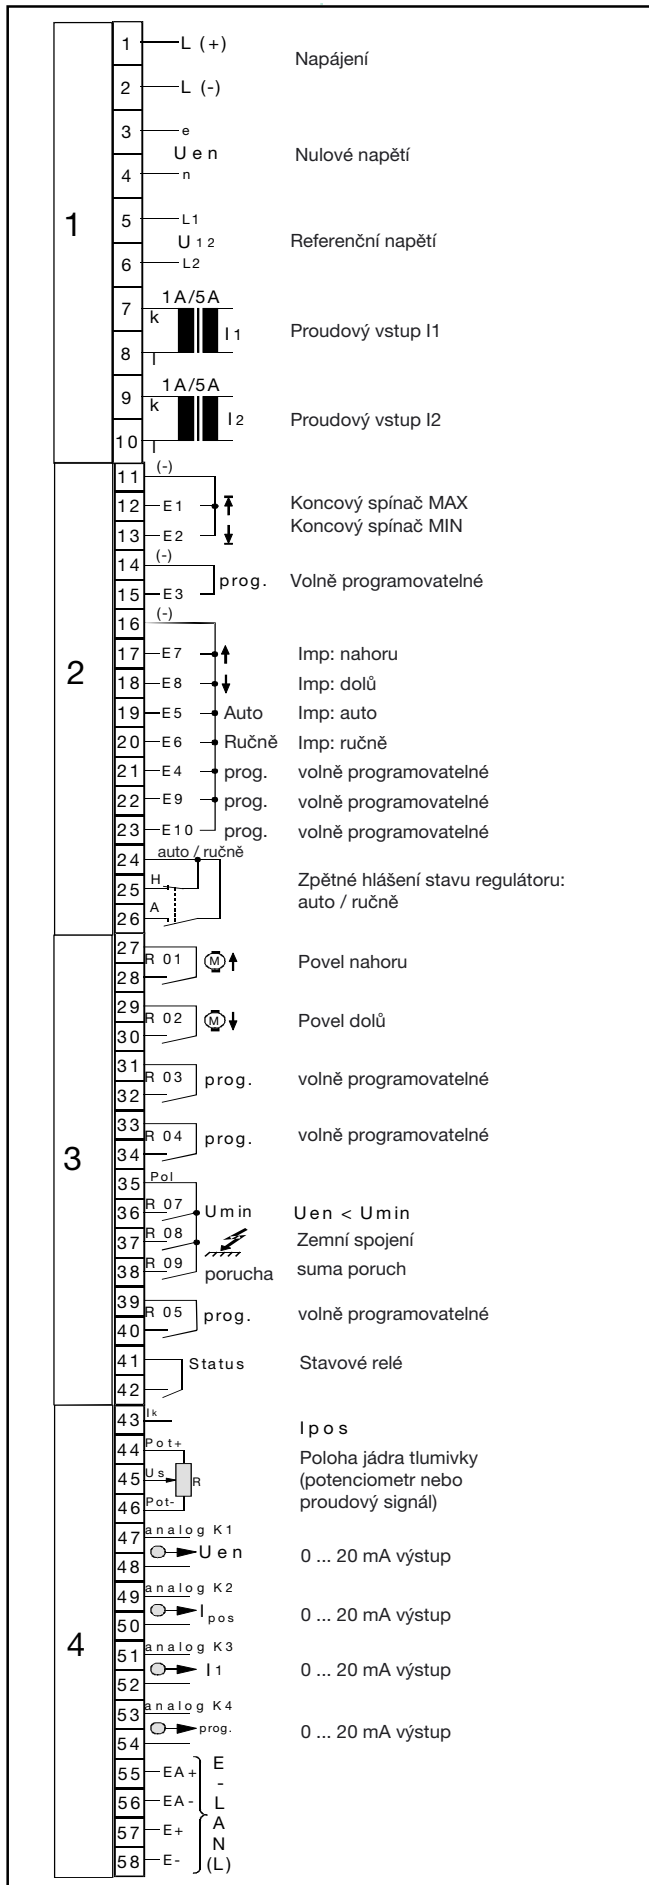 1
1 L (+)
Napájení
2 L (-)
3 e
Uen Nulové napětí
4 n
5 L1
U12 Referenční napětí
6 L2
7 k 1A/5A
I1 Proudový vstup I1
8 l
9 k 1A/5A
I2 Proudový vstup I2
10 l
2
11 (-)
12 E1 Koncový spínač MAX
13 E2 Koncový spínač MIN
14 (-)
prog. Volně programovatelné
15 E3
16 (-)
17 E7 Imp: nahoru
18 E8 Imp: dolů
19 E5 Auto Imp: auto
20 E6 Ručně Imp: ručně
21 E4 prog. volně programovatelné
22 E9 prog. volně programovatelné
23 E10 prog. volně programovatelné
24 auto / ručně
25 H Zpětné hlášení stavu regulátoru:
auto / ručně
26 A
3
27
R 01 M Povel nahoru
28
29
R 02 M Povel dolů
30
31
R 03 prog. volně programovatelné
32
33
R 04 prog. volně programovatelné
34
35 Pol
36 R 07 Umin Uen < Umin
37 R 08 Zemní spojení
38 R 09 porucha suma poruch
39
R 05 prog. volně programovatelné
40
41 Status Stavové relé
42
4
43 Ik Ipos
44 Pot+ Poloha jádra tlumivky
45 Us R (potenciometr nebo
46 Pot- proudový signál)
47 analog K1
Uen 0 ... 20 mA výstup
48
49 analog K2
Ipos 0 ... 20 mA výstup
50
51 analog K3
I1 0 ... 20 mA výstup
52
53 analog K4
prog. 0 ... 20 mA výstup
54
55 EA+
56 EA-
57 E+
58 E-
E
-
L
A
N
(L)